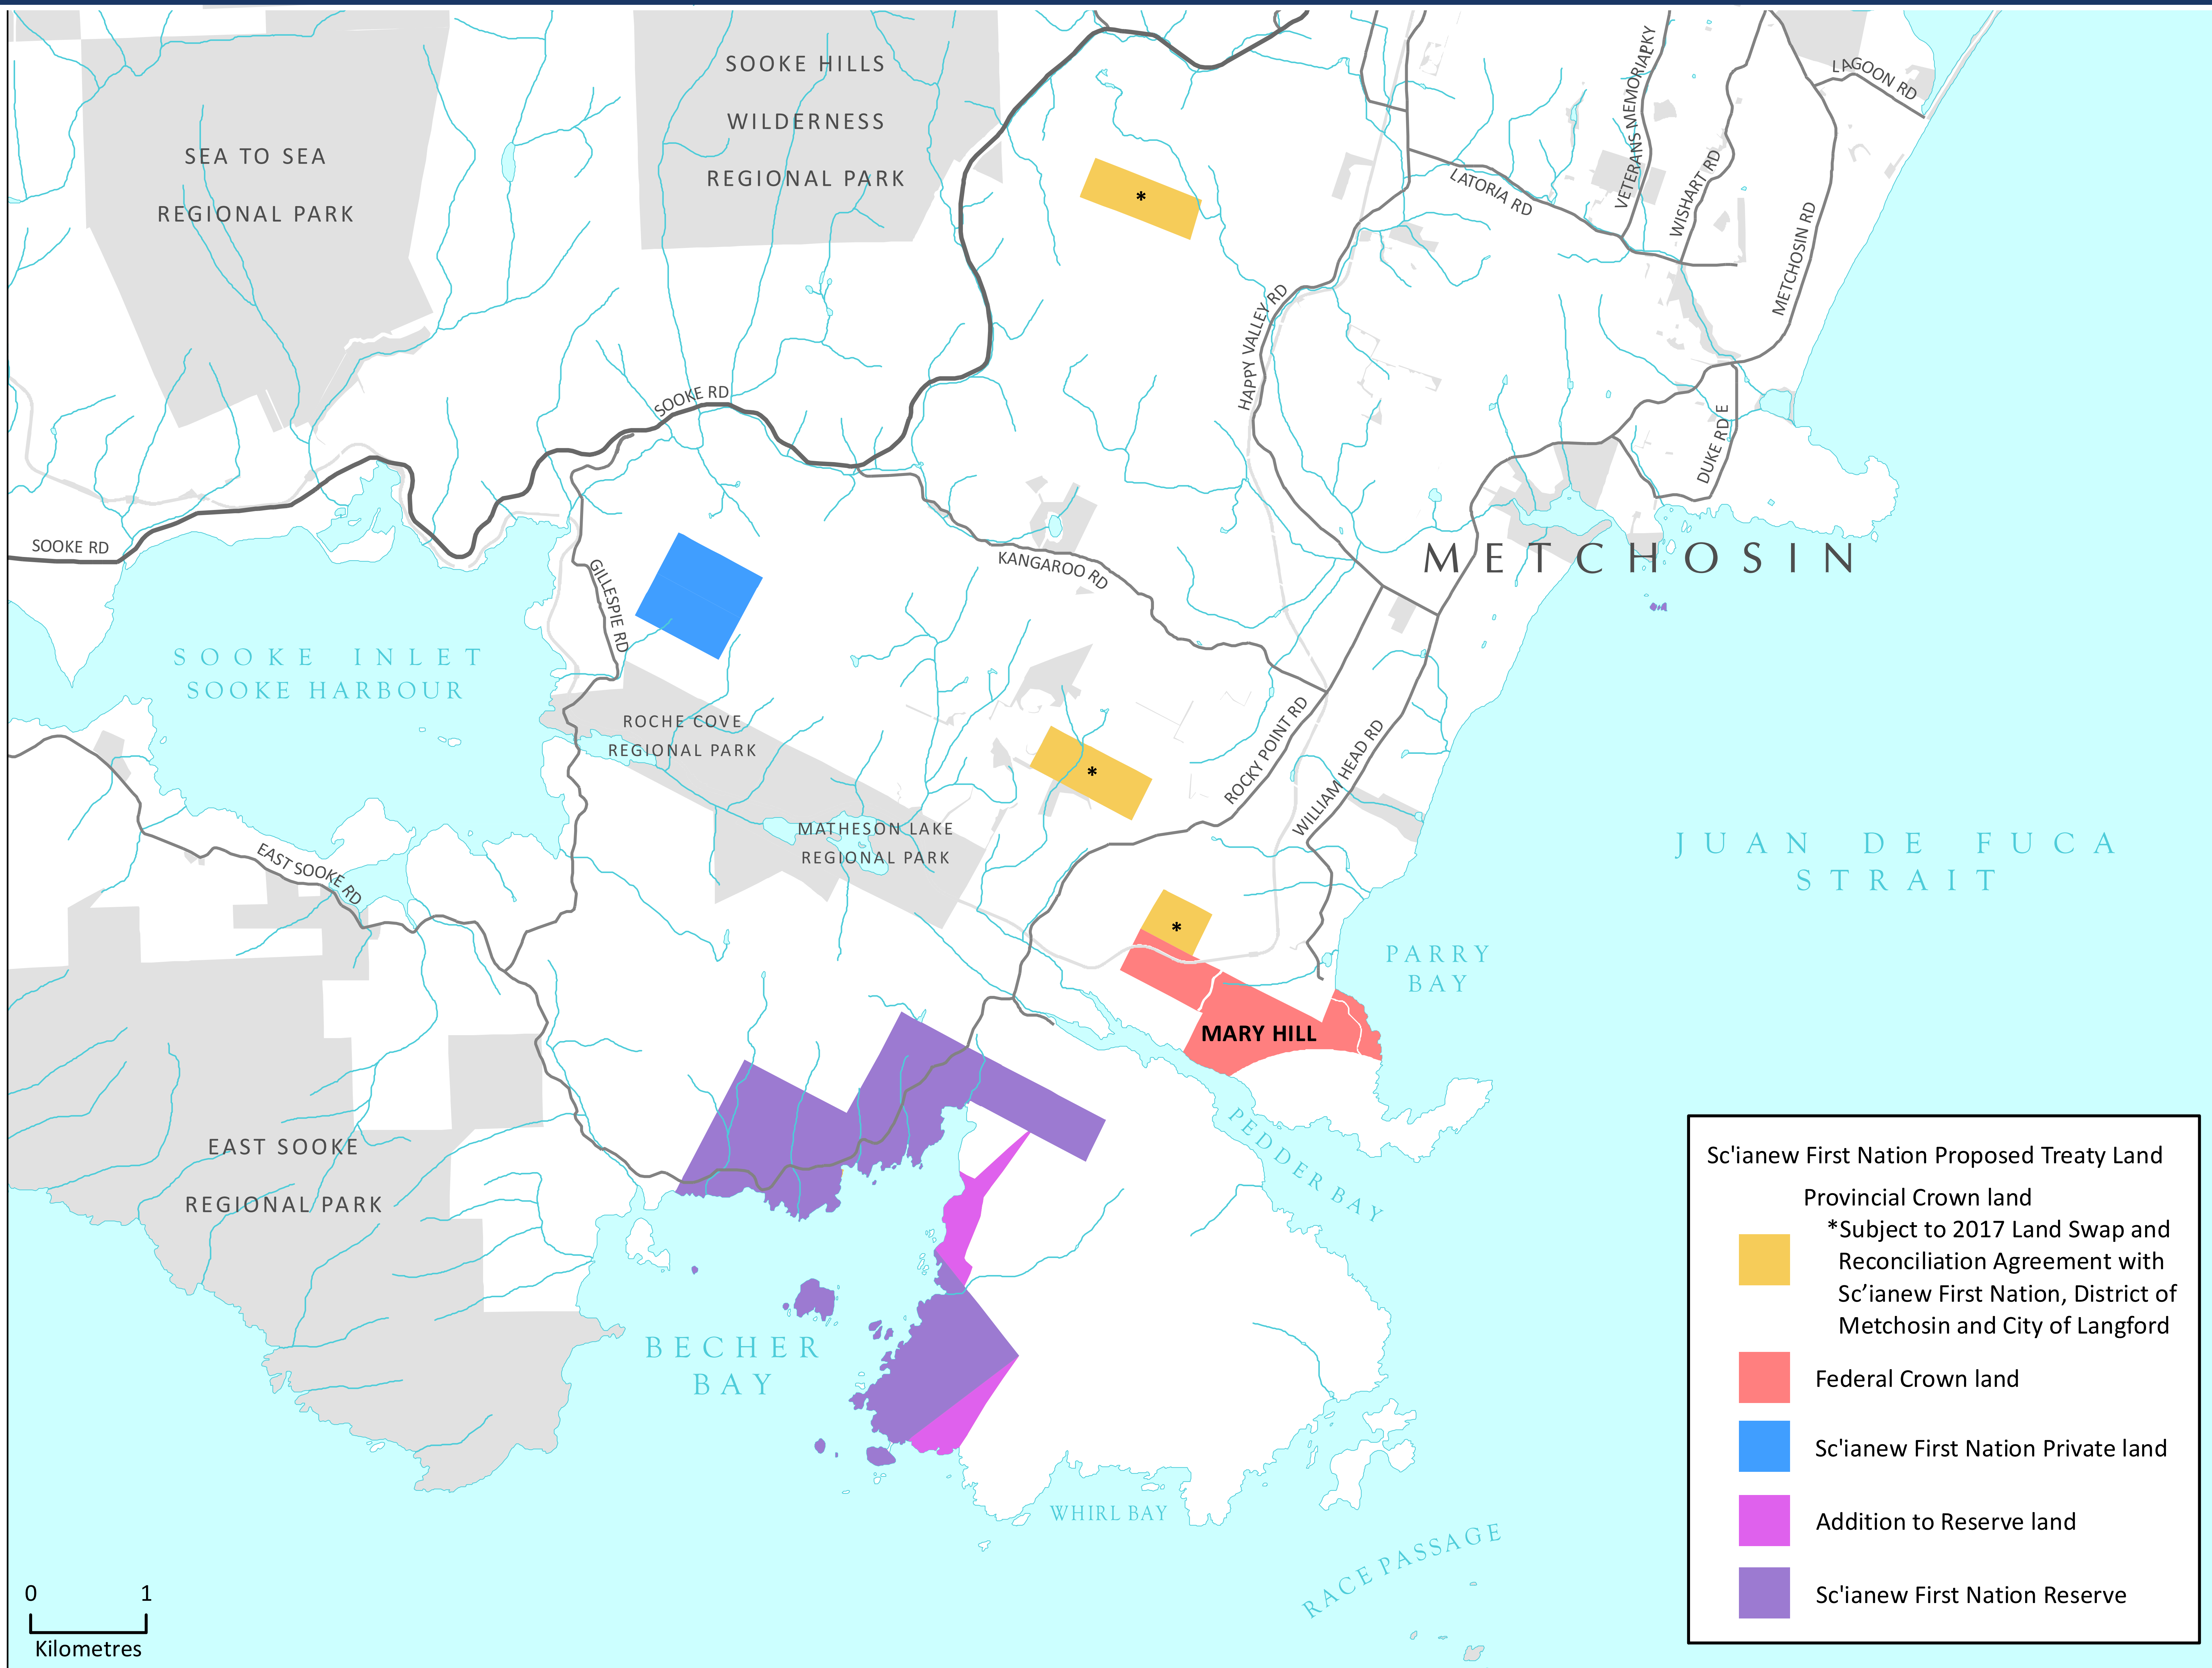 SOOKE HILLS
WILDERNESS
REGIONAL PARK
SEA TO SEA
REGIONAL PARK
LAGOON RD
VETERANS MEMORIAL PKY
WISHART RD
METCHOSIN RD
LATORIA RD
*
HAPPY VALLEY RD
SOOKE RD
DUKE RD E
SOOKE RD
GILLESPIE RD
KANGAROO RD
METCHOSIN
SOOKE INLET
SOOKE HARBOUR
ROCHE COVE
REGIONAL PARK
*
ROCKY POINT RD
WILLIAM HEAD RD
MATHESON LAKE
REGIONAL PARK
JUAN DE FUCA
STRAIT
EAST SOOKE RD
*
PARRY
BAY
MARY HILL
PEDDER BAY
EAST SOOKE
REGIONAL PARK
BECHER
BAY
WHIRL BAY
RACE PASSAGE
Sc'ianew First Nation Proposed Treaty Land
Provincial Crown land
*Subject to 2017 Land Swap and
Reconciliation Agreement with
Sc’ianew First Nation, District of
Metchosin and City of Langford
Federal Crown land
Sc'ianew First Nation Private land
Addition to Reserve land
Sc'ianew First Nation Reserve
0 1
Kilometres